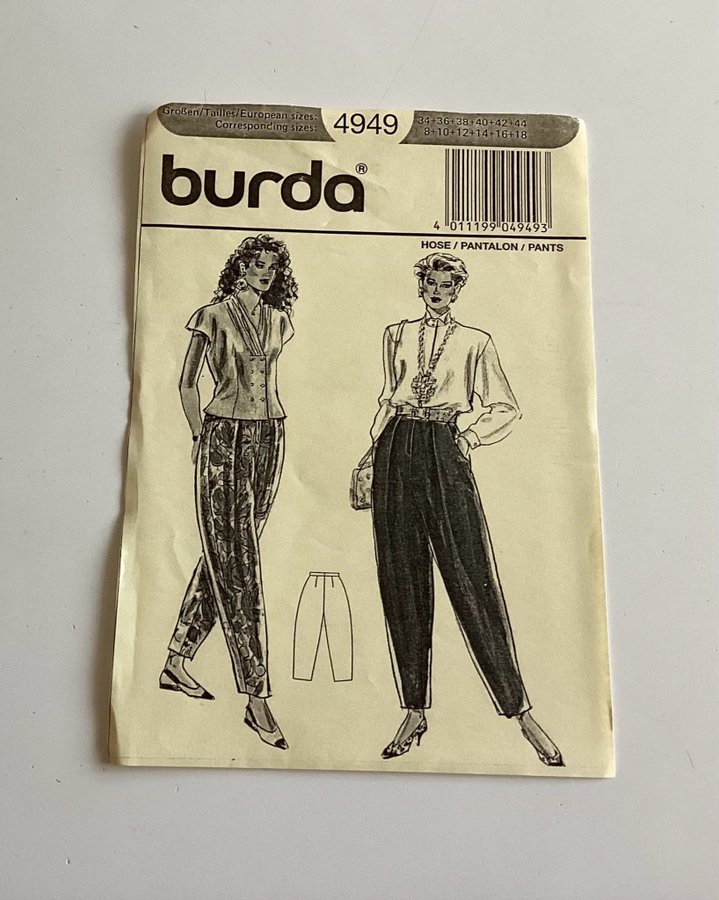 Größen/Tailles/European sizes:
Corresponding sizes:
4949
34+36+38+40+42+44
8+10+12+14+16+18
burda®
4 011199 049493
HOSE / PANTALON / PANTS